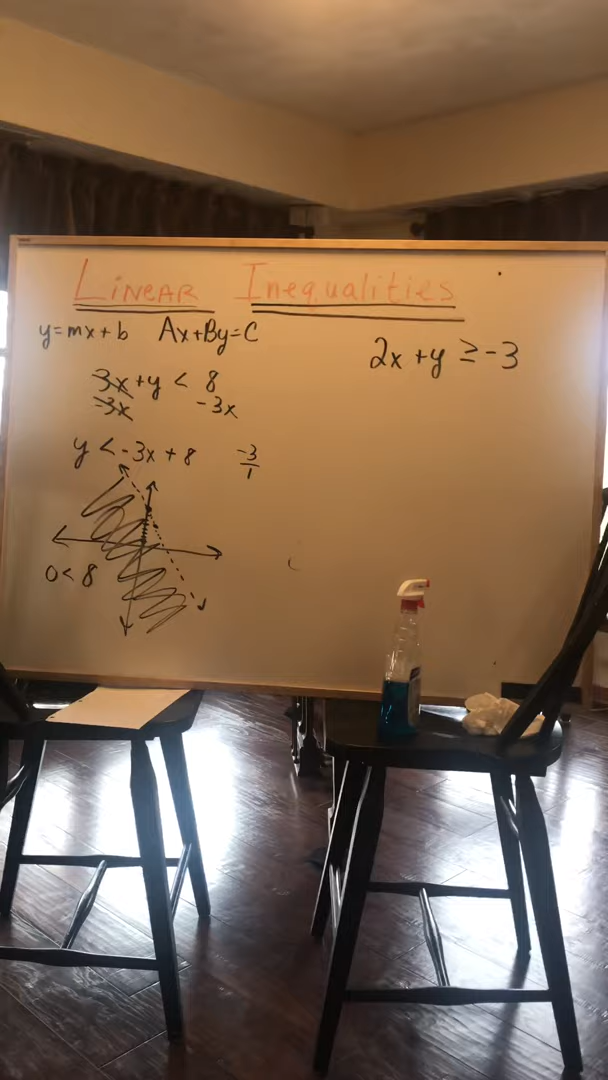 Linear Inequalities
y=mx+b Ax+By=C
3x+y < 8
-3x -3x
y < -3x + 8 -3/1
0<8
2x+y ≥ -3